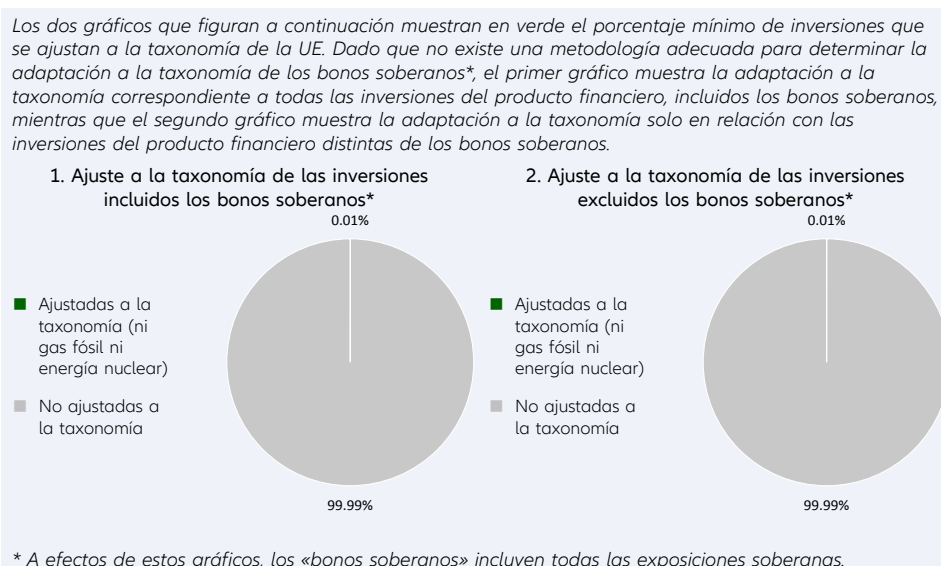 Los dos gráficos que figuran a continuación muestran en verde el porcentaje mínimo de inversiones que
se ajustan a la taxonomía de la UE. Dado que no existe una metodología adecuada para determinar la
adaptación a la taxonomía de los bonos soberanos*, el primer gráfico muestra la adaptación a la
taxonomía correspondiente a todas las inversiones del producto financiero, incluidos los bonos soberanos,
mientras que el segundo gráfico muestra la adaptación a la taxonomía solo en relación con las
inversiones del producto financiero distintas de los bonos soberanos.
1. Ajuste a la taxonomía de las inversiones
incluidos los bonos soberanos*
0.01%
Ajustadas a la
taxonomía (ni
gas fósil ni
energía nuclear)
No ajustadas a
la taxonomía
99.99%
2. Ajuste a la taxonomía de las inversiones
excluidos los bonos soberanos*
0.01%
Ajustadas a la
taxonomía (ni
gas fósil ni
energía nuclear)
No ajustadas a
la taxonomía
99.99%
* A efectos de estos gráficos, los «bonos soberanos» incluyen todas las exposiciones soberanas.